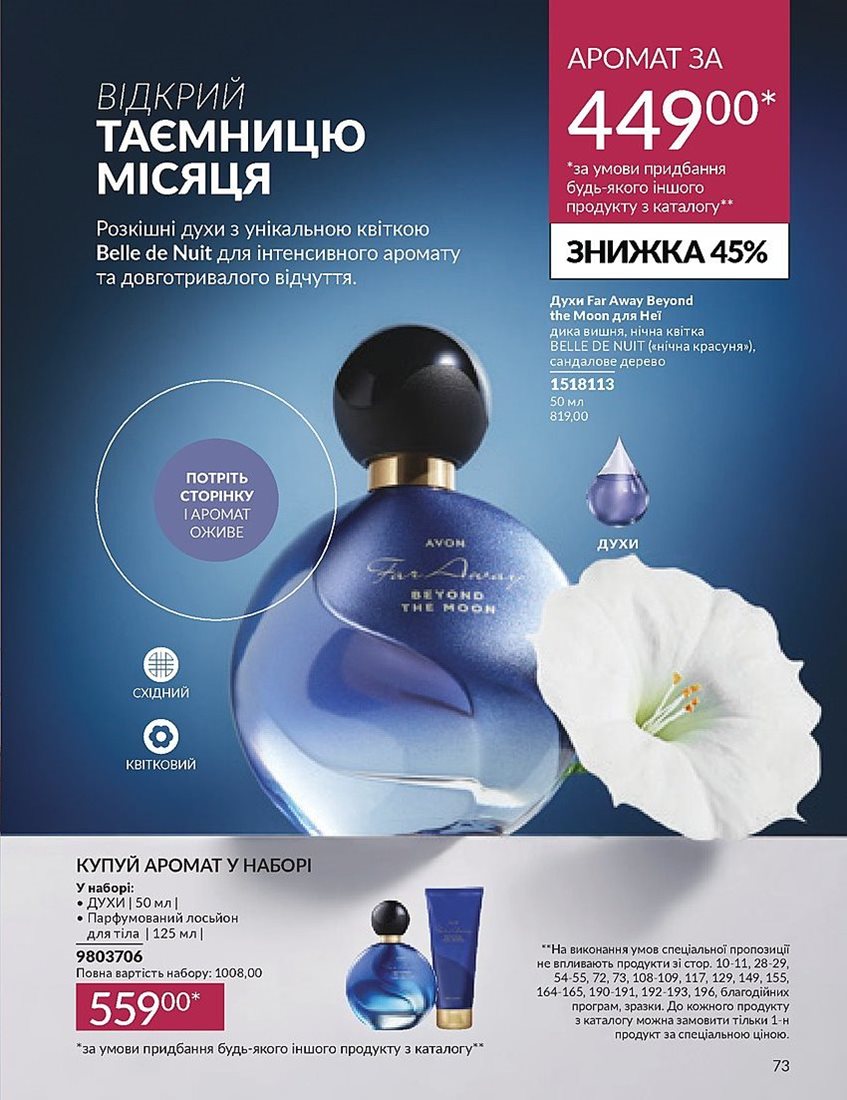 ВІДКРИЙ
ТАЄМНИЦЮ
МІСЯЦЯ
Розкішні духи з унікальною квіткою
Belle de Nuit для інтенсивного аромату
та довготривалого відчуття.
АРОМАТ ЗА
449⁰⁰*
*за умови придбання
будь-якого іншого
продукту з каталогу**
ЗНИЖКА 45%
Духи Far Away Beyond
the Moon для Неї
дика вишня, нічна квітка
BELLE DE NUIT («нічна красуня»),
сандалове дерево
1518113
50 мл
819,00
ДУХИ
ПОТРІТЬ
СТОРІНКУ
І АРОМАТ
ОЖИВЕ
AVON
Far Away
BEYOND
THE MOON
СХІДНИЙ
КВІТКОВИЙ
КУПУЙ АРОМАТ У НАБОРІ
У наборі:
• ДУХИ | 50 мл |
• Парфумований лосьйон
для тіла | 125 мл |
9803706
Повна вартість набору: 1008,00
559⁰⁰*
*за умови придбання будь-якого іншого продукту з каталогу**
**На виконання умов спеціальної пропозиції
не впливають продукти зі стор. 10-11, 28-29,
54-55, 72, 73, 108-109, 117, 129, 149, 155,
164-165, 190-191, 192-193, 196, благодійних
програм, зразки. До кожного продукту
з каталогу можна замовити тільки 1-н
продукт за спеціальною ціною.
73